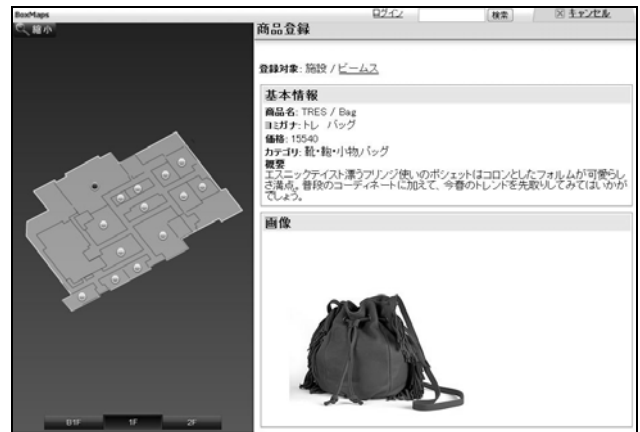 BoxMaps
ログイン
検索
キャンセル
縮小
商品登録
登録対象: 施設 / ビームス
基本情報
商品名: TRES / Bag
ヨミガナ: トレ　バッグ
価格: 15540
カテゴリ: 靴・鞄・小物/バッグ
概要
エスニックテイスト漂うフリンジ使いのポシェットはコロンとしたフォルムが可愛らし
さ満点。普段のコーディネートに加えて、今春のトレンドを先取りしてみてはいかが
でしょう。
画像
B1F 1F 2F